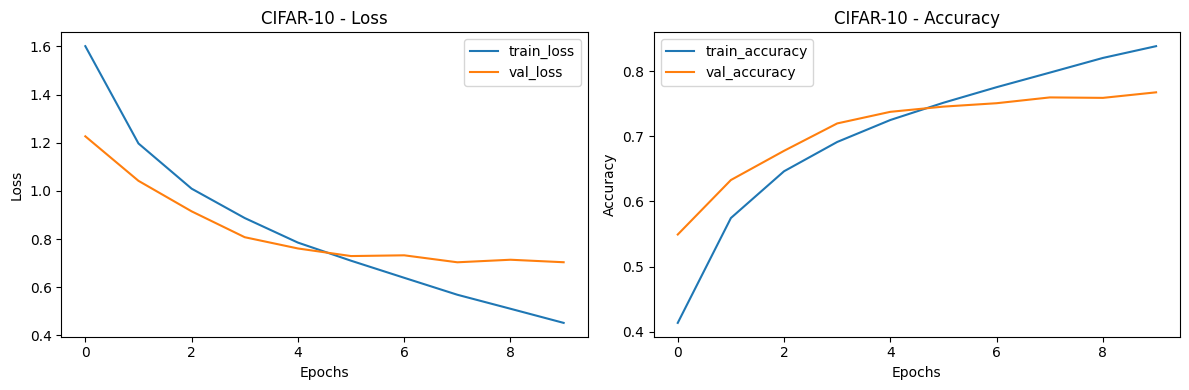 CIFAR-10 - Loss
train_loss
val_loss
1.6
1.4
1.2
1.0
0.8
0.6
0.4
Loss
0 2 4 6 8
Epochs
CIFAR-10 - Accuracy
train_accuracy
val_accuracy
0.8
0.7
0.6
0.5
0.4
Accuracy
0 2 4 6 8
Epochs